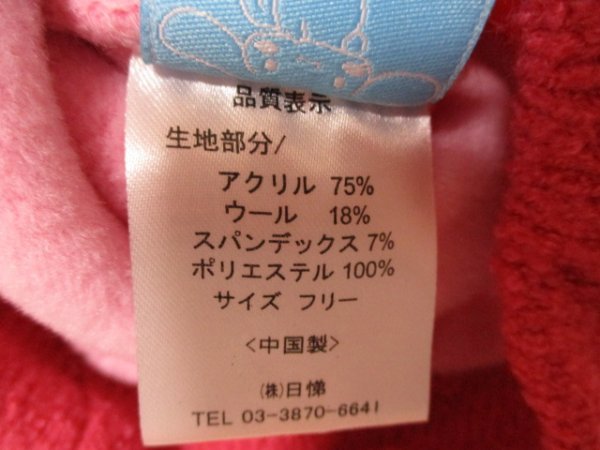 品質表示
生地部分/
アクリル 75%
ウール 18%
スパンデックス 7%
ポリエステル 100%
サイズ フリー
<中国製>
(株)日悌
TEL 03-3870-6641